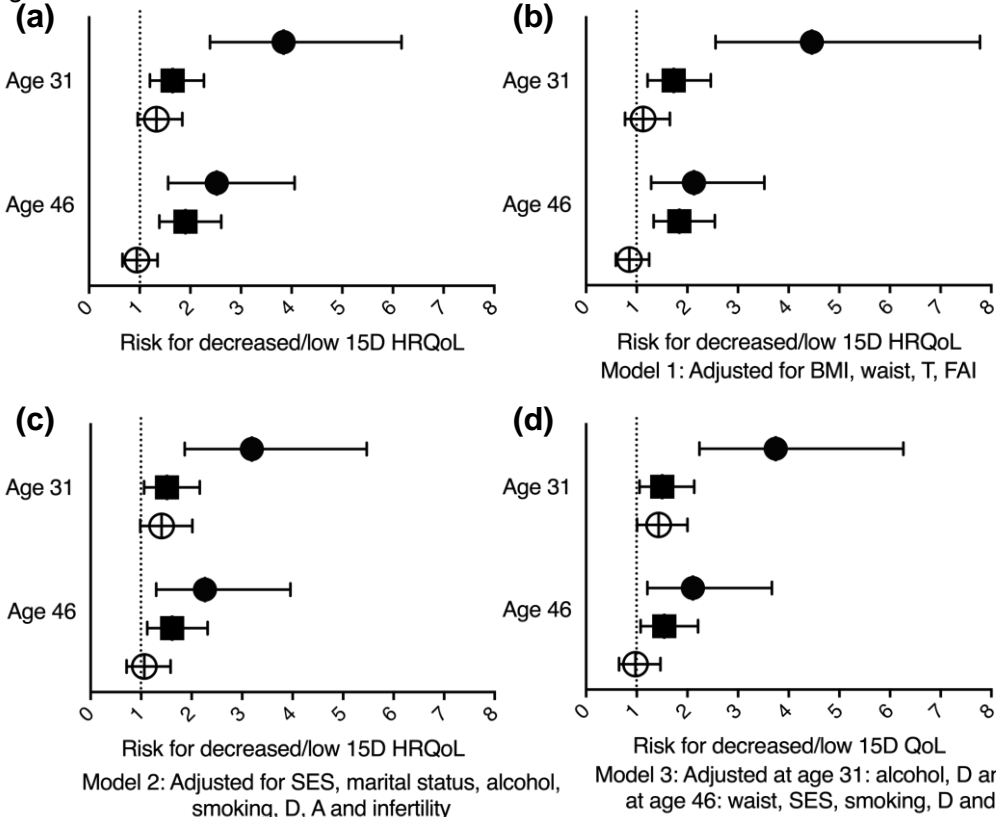 (a)
Age 31
Age 46
0 1 2 3 4 5 6 7 8
Risk for decreased/low 15D HRQoL
(b)
Age 31
Age 46
0 1 2 3 4 5 6 7 8
Risk for decreased/low 15D HRQoL
Model 1: Adjusted for BMI, waist, T, FAI
(c)
Age 31
Age 46
0 1 2 3 4 5 6 7 8
Risk for decreased/low 15D HRQoL
Model 2: Adjusted for SES, marital status, alcohol,
smoking, D, A and infertility
(d)
Age 31
Age 46
0 1 2 3 4 5 6 7 8
Risk for decreased/low 15D QoL
Model 3: Adjusted at age 31: alcohol, D
at age 46: waist, SES, smoking, D and